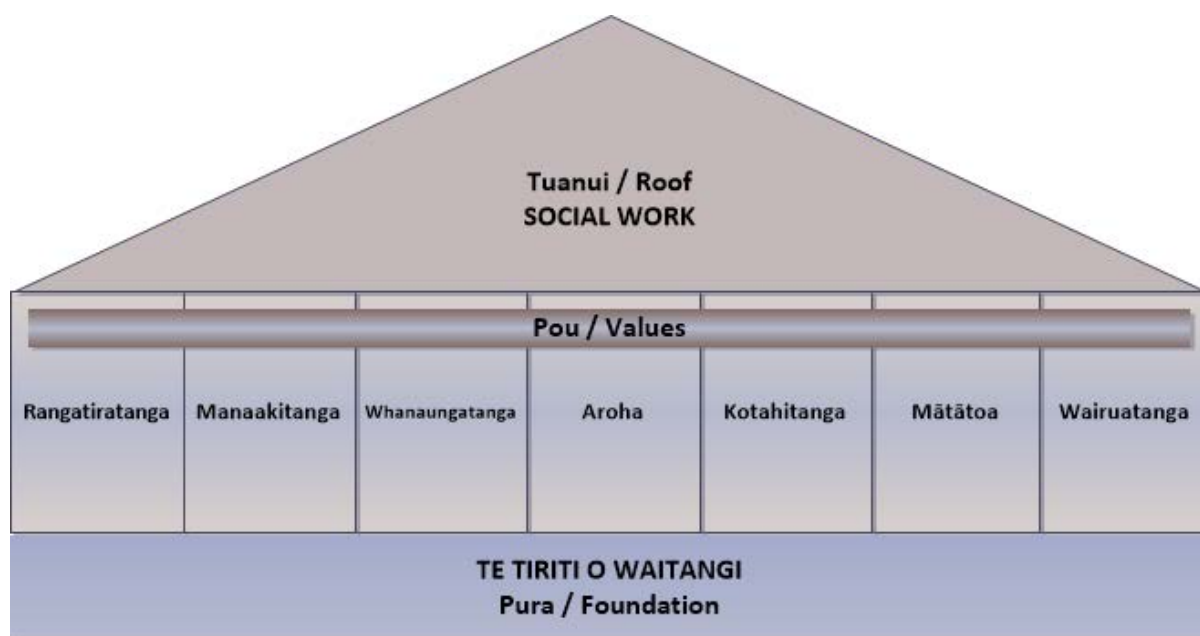 Tuanui / Roof
SOCIAL WORK
Pou / Values
Rangatiratanga
Manaakitanga
Whanaungatanga
Aroha
Kotahitanga
Mātātoa
Wairuatanga
TE TIRITI O WAITANGI
Pura / Foundation